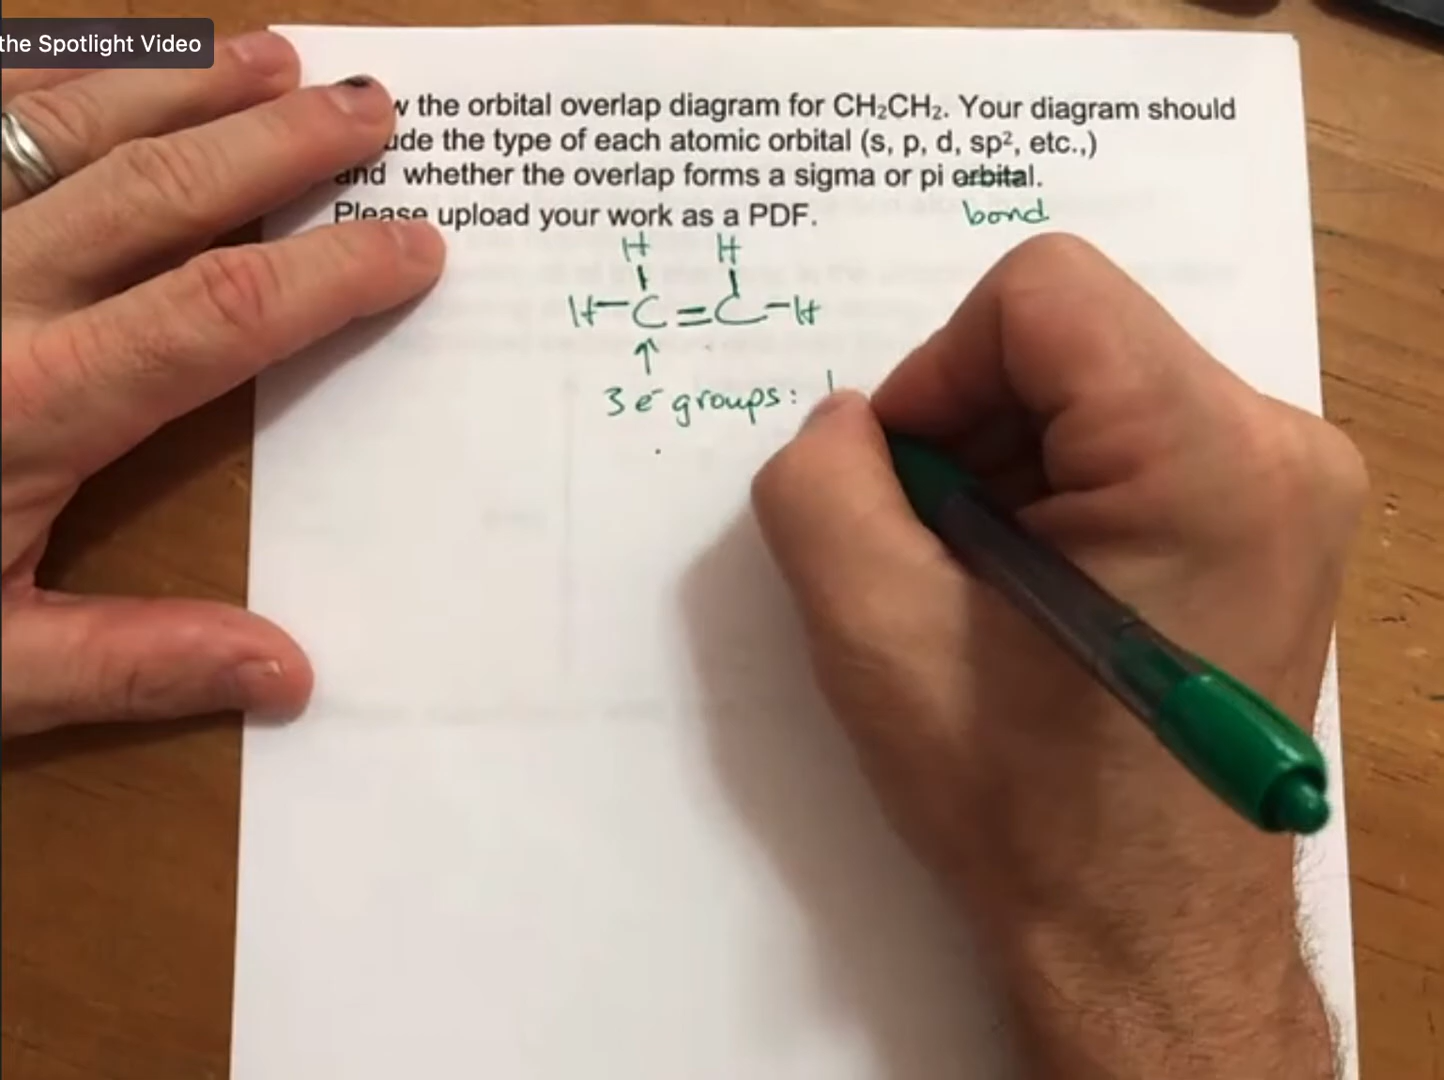 the Spotlight Video
the orbital overlap diagram for CH₂CH₂. Your diagram should
the type of each atomic orbital (s, p, d, sp², etc.,)
and whether the overlap forms a sigma or pi orbital.
Please upload your work as a PDF.
bond
H H
H-C=C-H
↑
3 e⁻ groups: